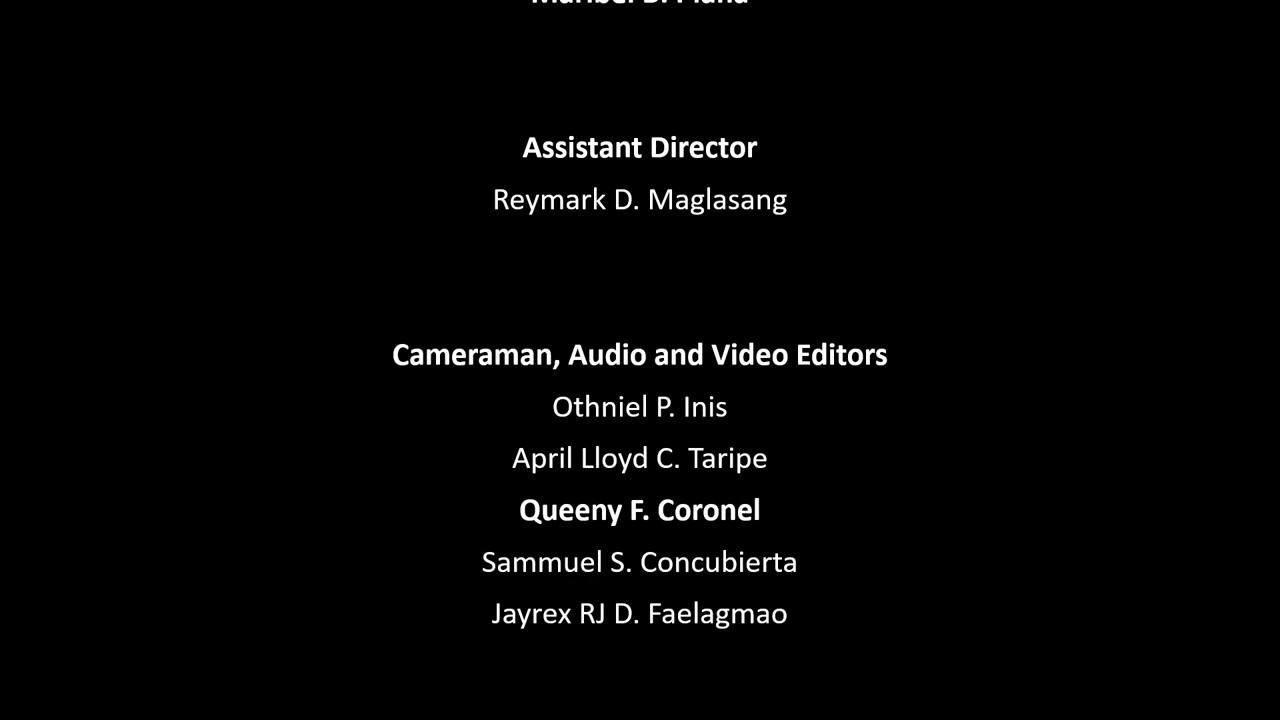 Assistant Director
Reymark D. Maglasang
Cameraman, Audio and Video Editors
Othniel P. Inis
April Lloyd C. Taripe
Queeny F. Coronel
Sammuel S. Concubierta
Jayrex RJ D. Faelagmao